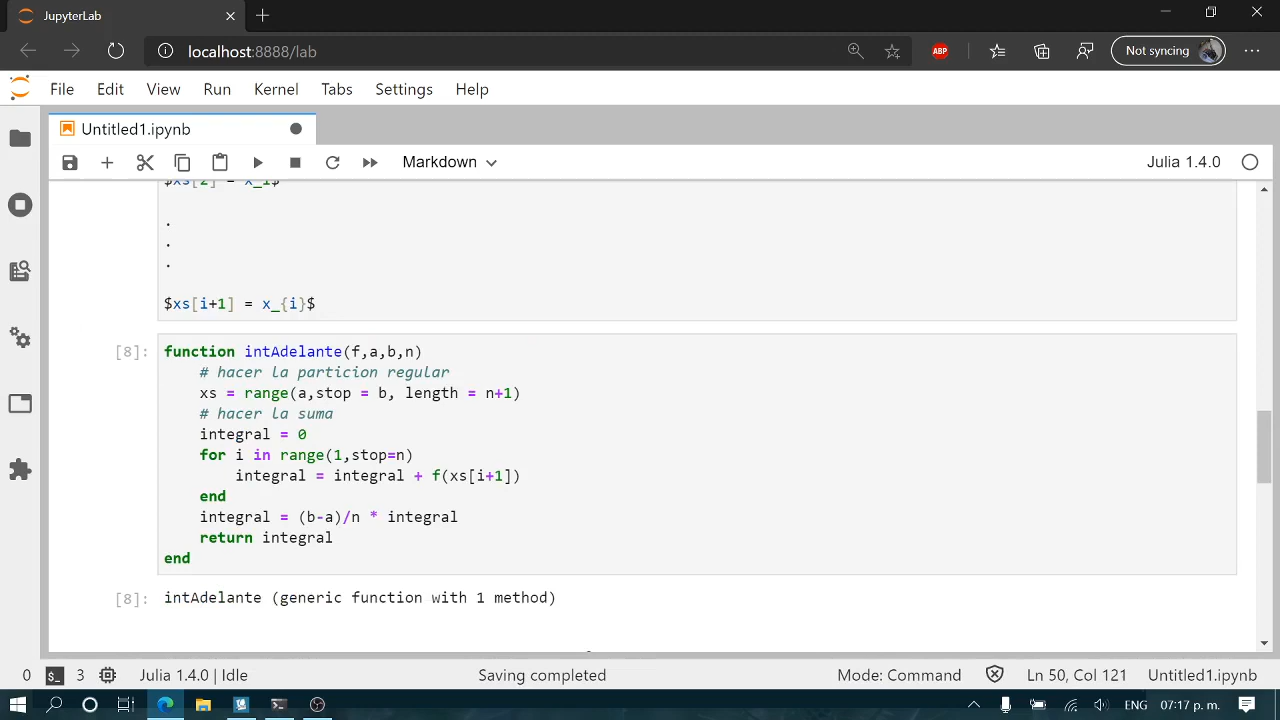 JupyterLab
localhost:8888/lab
ABP
Not syncing
File Edit View Run Kernel Tabs Settings Help
Untitled1.ipynb
Markdown
Julia 1.4.0
$xs[2] = x_1$
.
.
.
$xs[i+1] = x_{i}$
[8]:
function intAdelante(f,a,b,n)
# hacer la particion regular
xs = range(a,stop = b, length = n+1)
# hacer la suma
integral = 0
for i in range(1,stop=n)
integral = integral + f(xs[i+1])
end
integral = (b-a)/n * integral
return integral
end
[8]: intAdelante (generic function with 1 method)
0 $_ 3 Julia 1.4.0 | Idle Saving completed Mode: Command Ln 50, Col 121 Untitled1.ipynb
ENG 07:17 p. m.